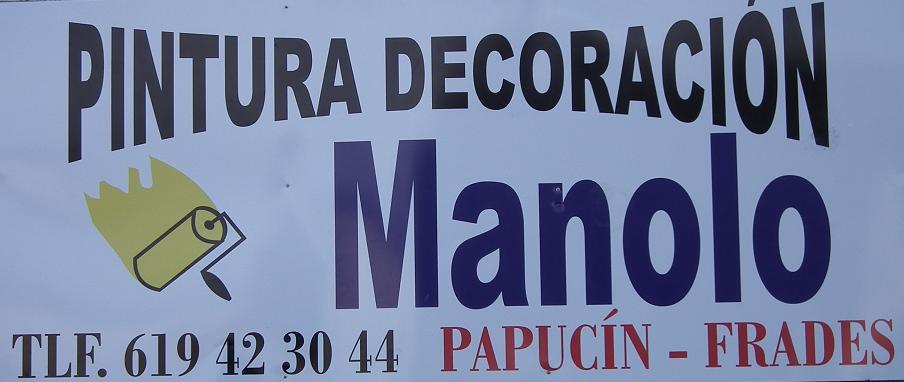 PINTURA DECORACIÓN
Manolo
TLF. 619 42 30 44 PAPUCÍN - FRADES